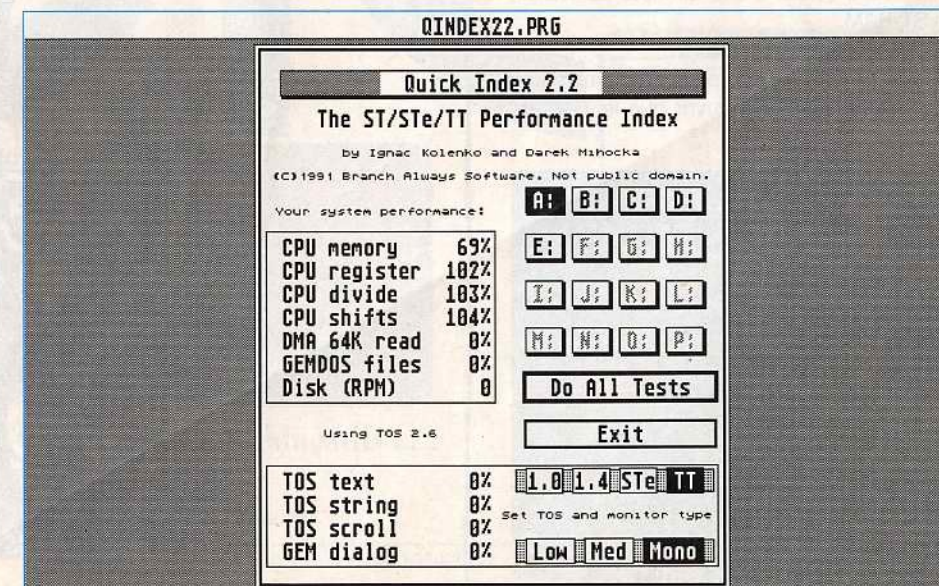 QINDEX22.PRG
Quick Index 2.2
The ST/STe/TT Performance Index
by Ignac Kolenko and Darek Mihocka
(C)1991 Branch Always Software. Not public domain.
Your system performance:
CPU memory 69%
CPU register 102%
CPU divide 103%
CPU shifts 104%
DMA 64K read 0%
GEMDOS files 0%
Disk (RPM) 0
A: B: C: D:
E: F: G: H:
I: J: K: L:
M: N: O: P:
Do All Tests
Using TOS 2.6
Exit
TOS text 0%
TOS string 0%
TOS scroll 0%
GEM dialog 0%
1.0 1.4 STe TT
Set TOS and monitor type
Low Med Mono